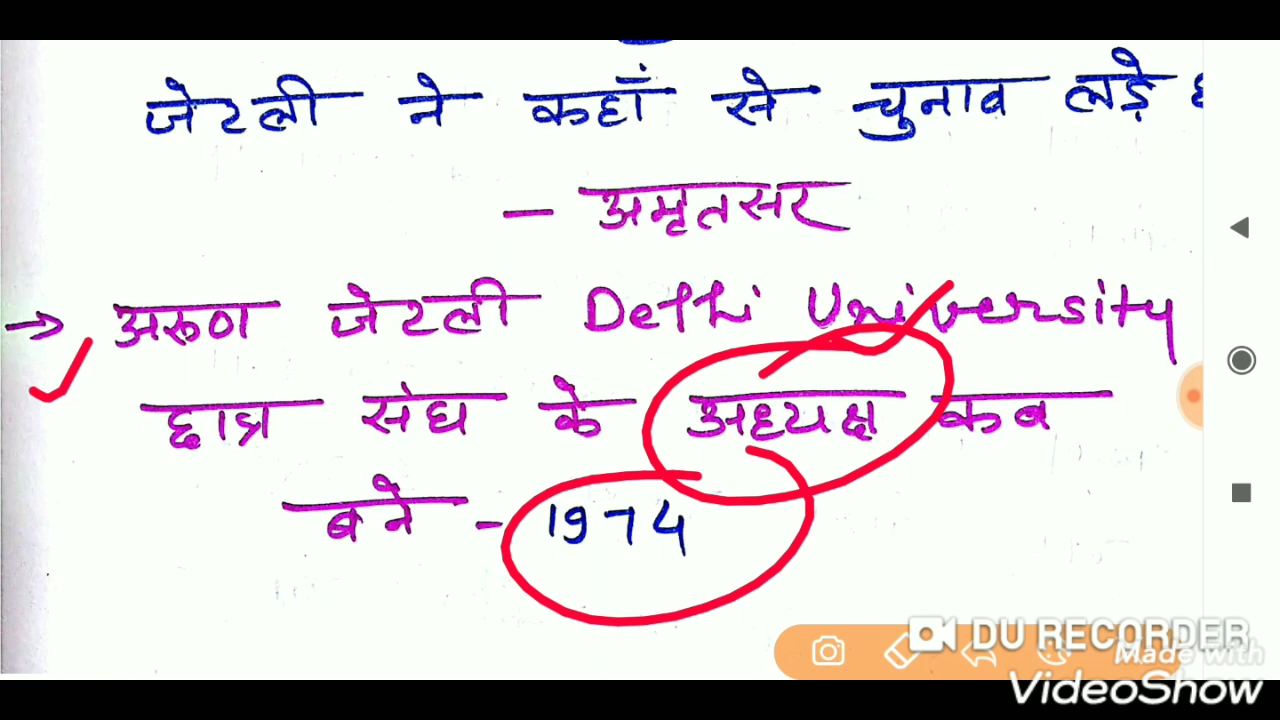 जेटली ने कहाँ से चुनाव लड़े
- अमृतसर
→ अरुण जेटली Delhi University
छात्र संघ के अध्यक्ष कब
बने - 1974
DU RECORDER
Made with
VideoShow